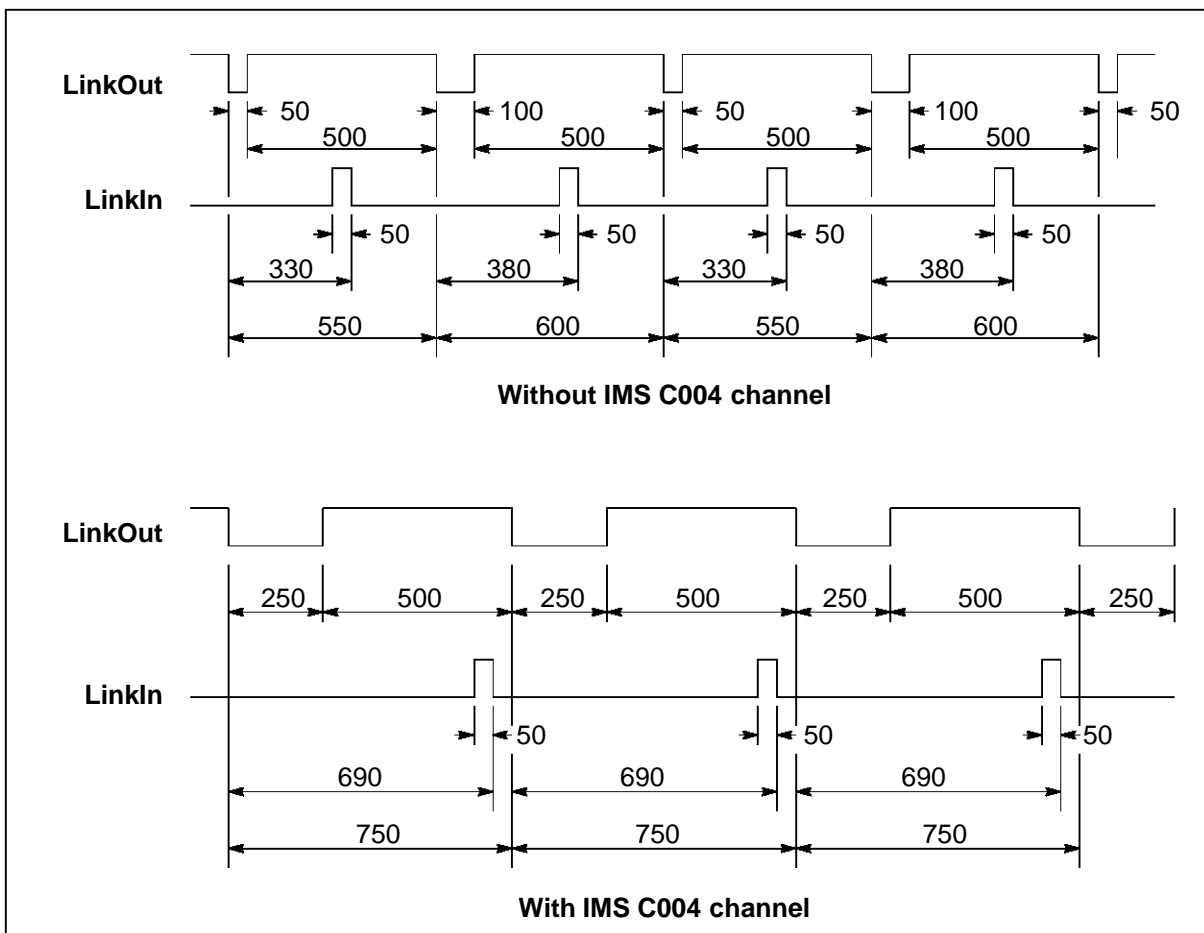 LinkOut
50 100 50 100 50
500 500 500 500
LinkIn
50 50 50 50
330 380 330 380
550 600 550 600
Without IMS C004 channel
LinkOut
250 500 250 500 250 500 250
LinkIn
50 50 50
690 690 690
750 750 750
With IMS C004 channel